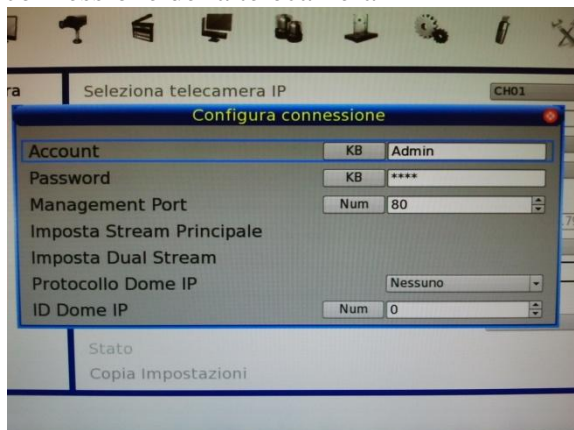 ra
Seleziona telecamera IP
CH01
Configura connessione
Account KB Admin
Password KB ****
Management Port Num 80
Imposta Stream Principale
Imposta Dual Stream
Protocollo Dome IP Nessuno
ID Dome IP Num 0
Stato
Copia Impostazioni